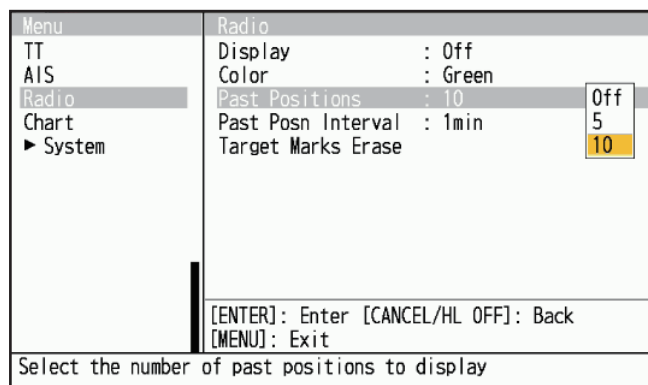 Menu
TT
AIS
Radio
Chart
► System
Radio
Display : Off
Color : Green
Past Positions : 10
Past Posn Interval : 1min
Target Marks Erase
Off
5
10
[ENTER]: Enter [CANCEL/HL OFF]: Back
[MENU]: Exit
Select the number of past positions to display